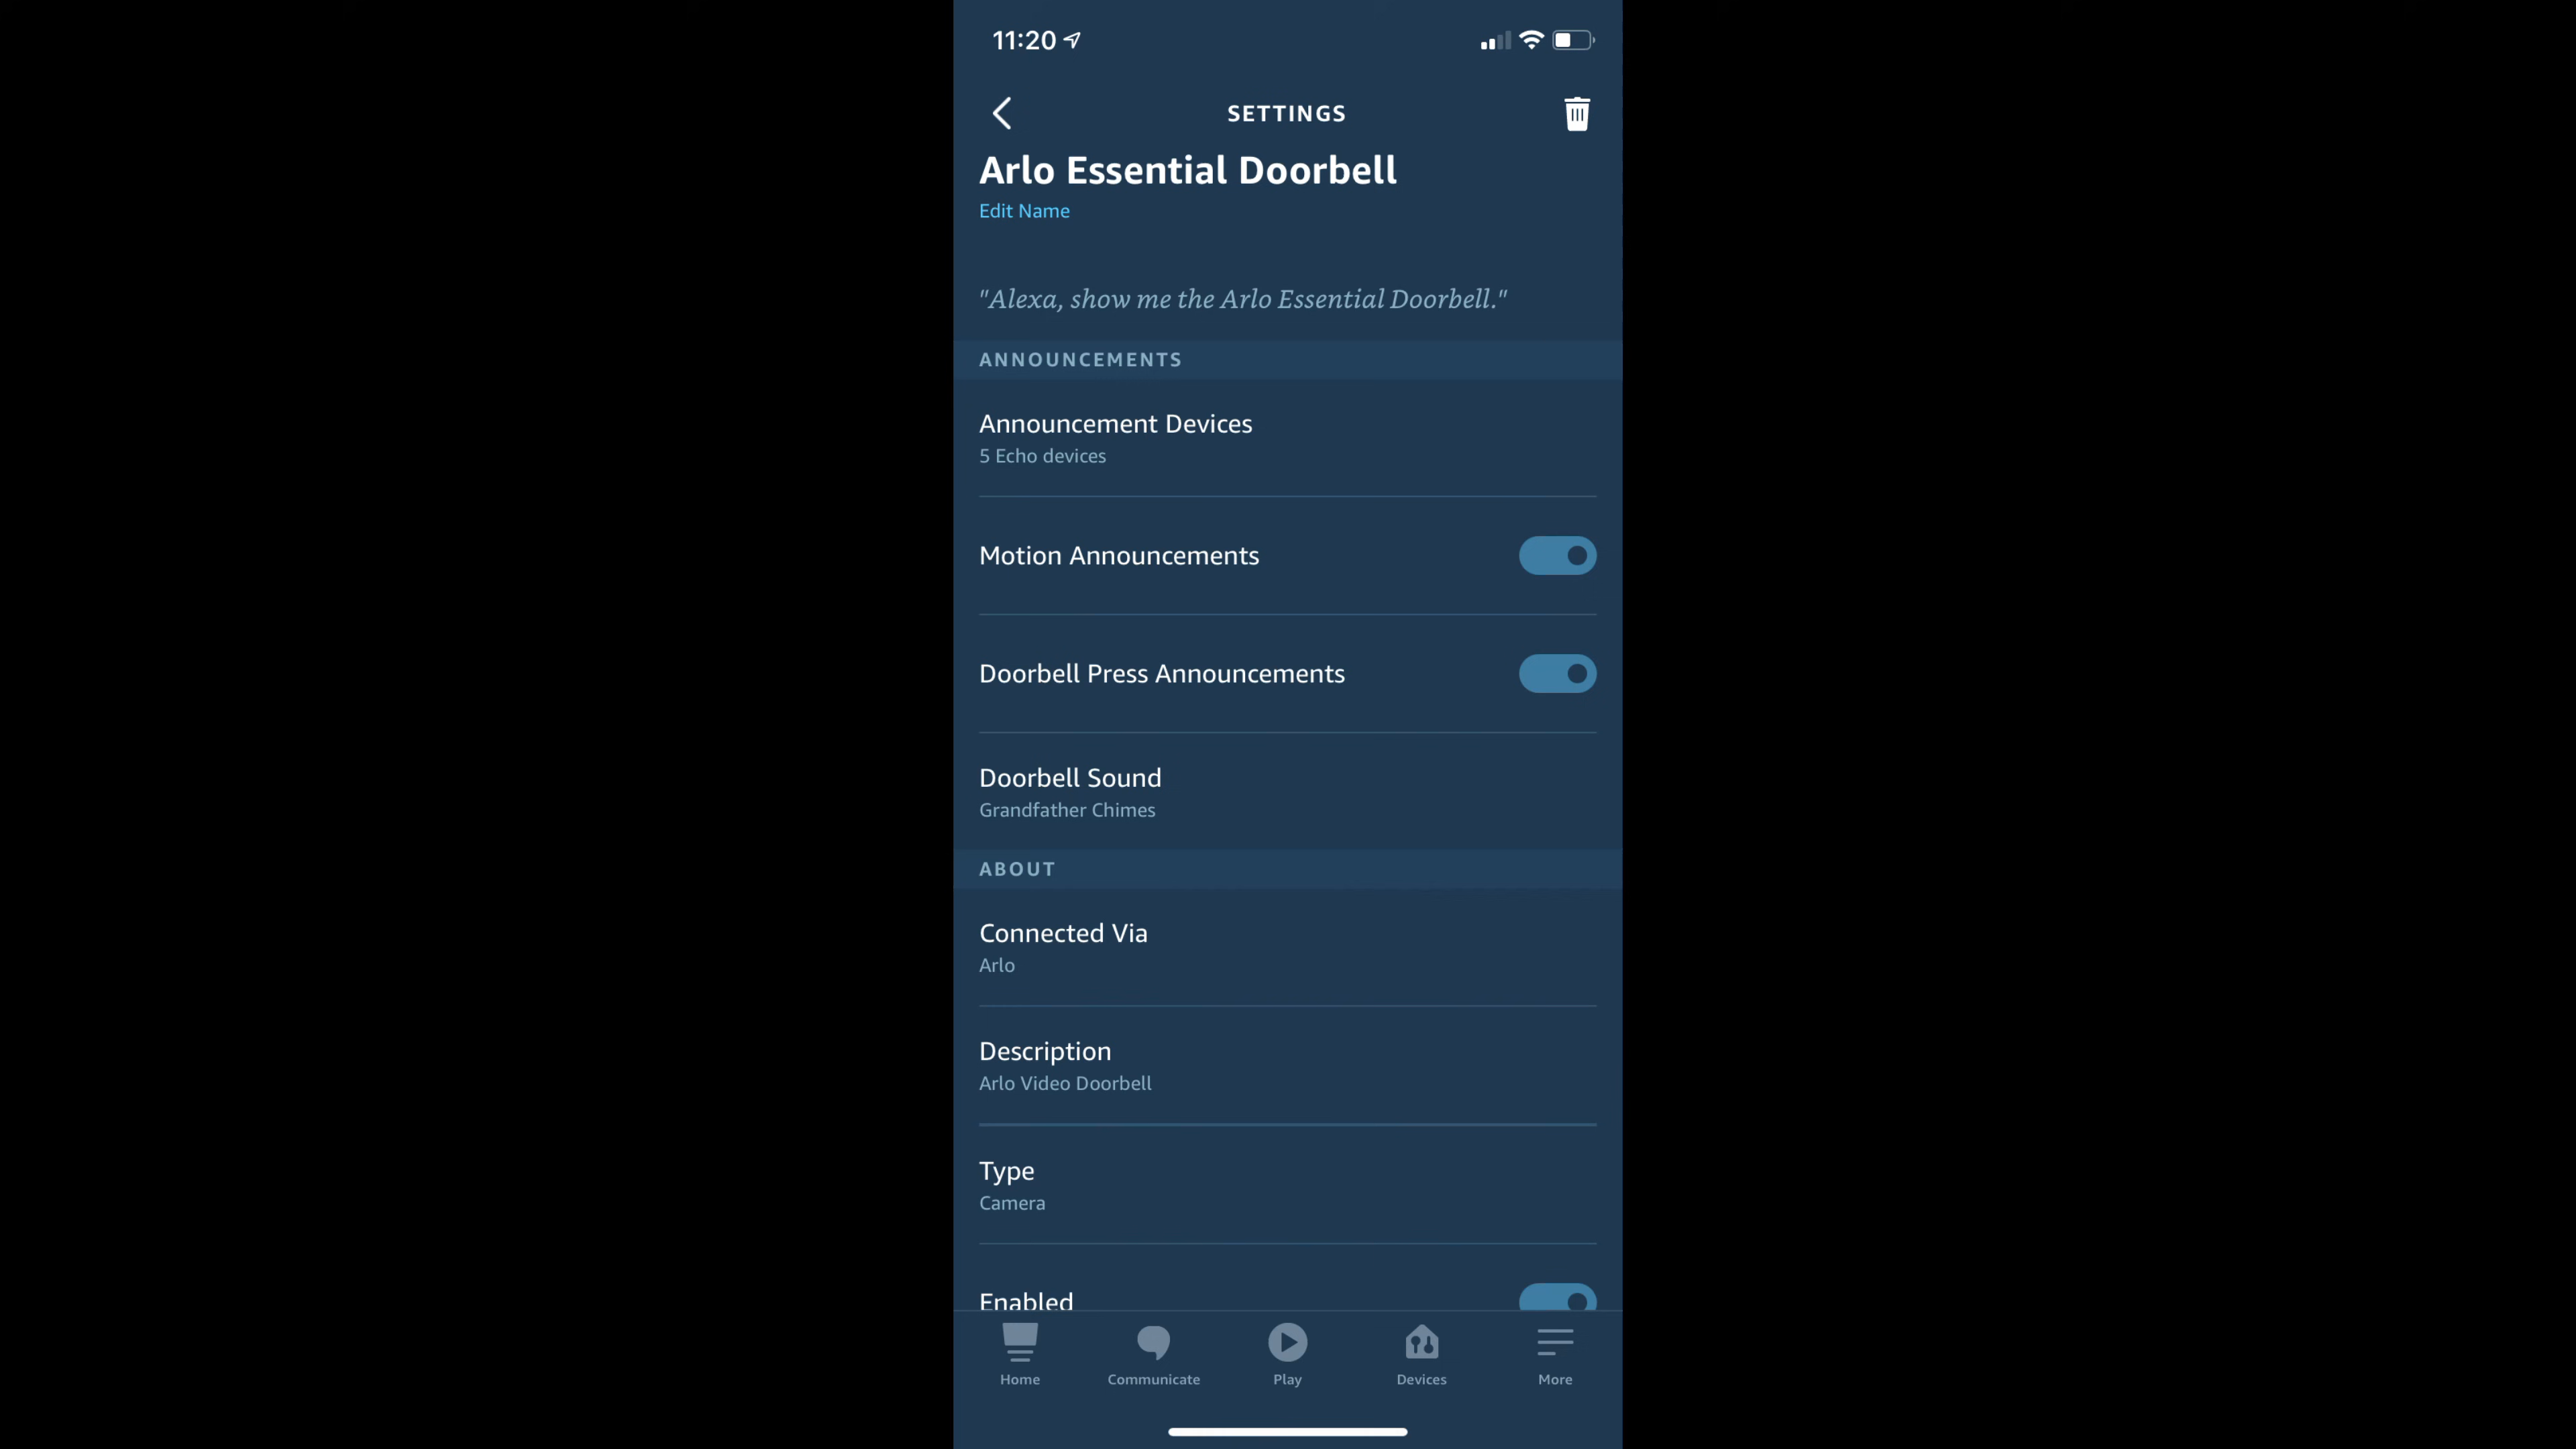 11:20
SETTINGS
Arlo Essential Doorbell
Edit Name
"Alexa, show me the Arlo Essential Doorbell."
ANNOUNCEMENTS
Announcement Devices
5 Echo devices
Motion Announcements
Doorbell Press Announcements
Doorbell Sound
Grandfather Chimes
ABOUT
Connected Via
Arlo
Description
Arlo Video Doorbell
Type
Camera
Enabled
Home Communicate Play Devices More